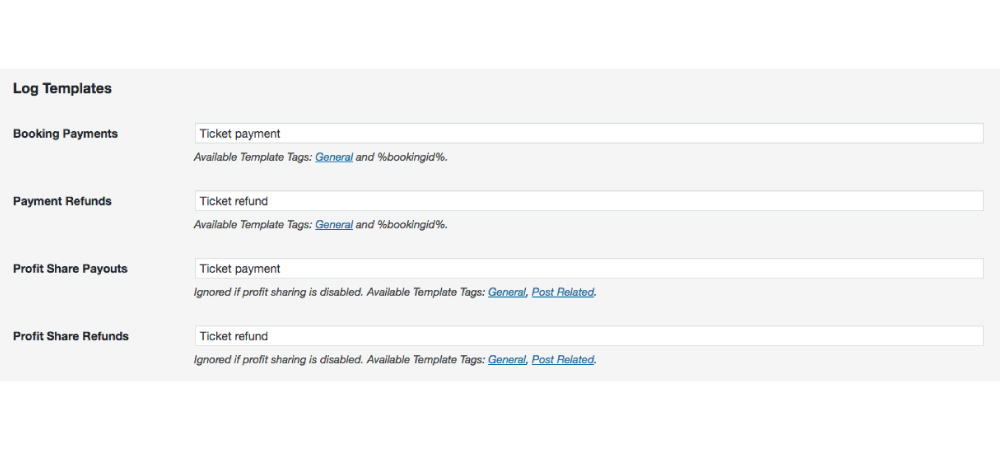 Log Templates
Booking Payments
Ticket payment
Available Template Tags: General and %bookingid%.
Payment Refunds
Ticket refund
Available Template Tags: General and %bookingid%.
Profit Share Payouts
Ticket payment
Ignored if profit sharing is disabled. Available Template Tags: General, Post Related.
Profit Share Refunds
Ticket refund
Ignored if profit sharing is disabled. Available Template Tags: General, Post Related.